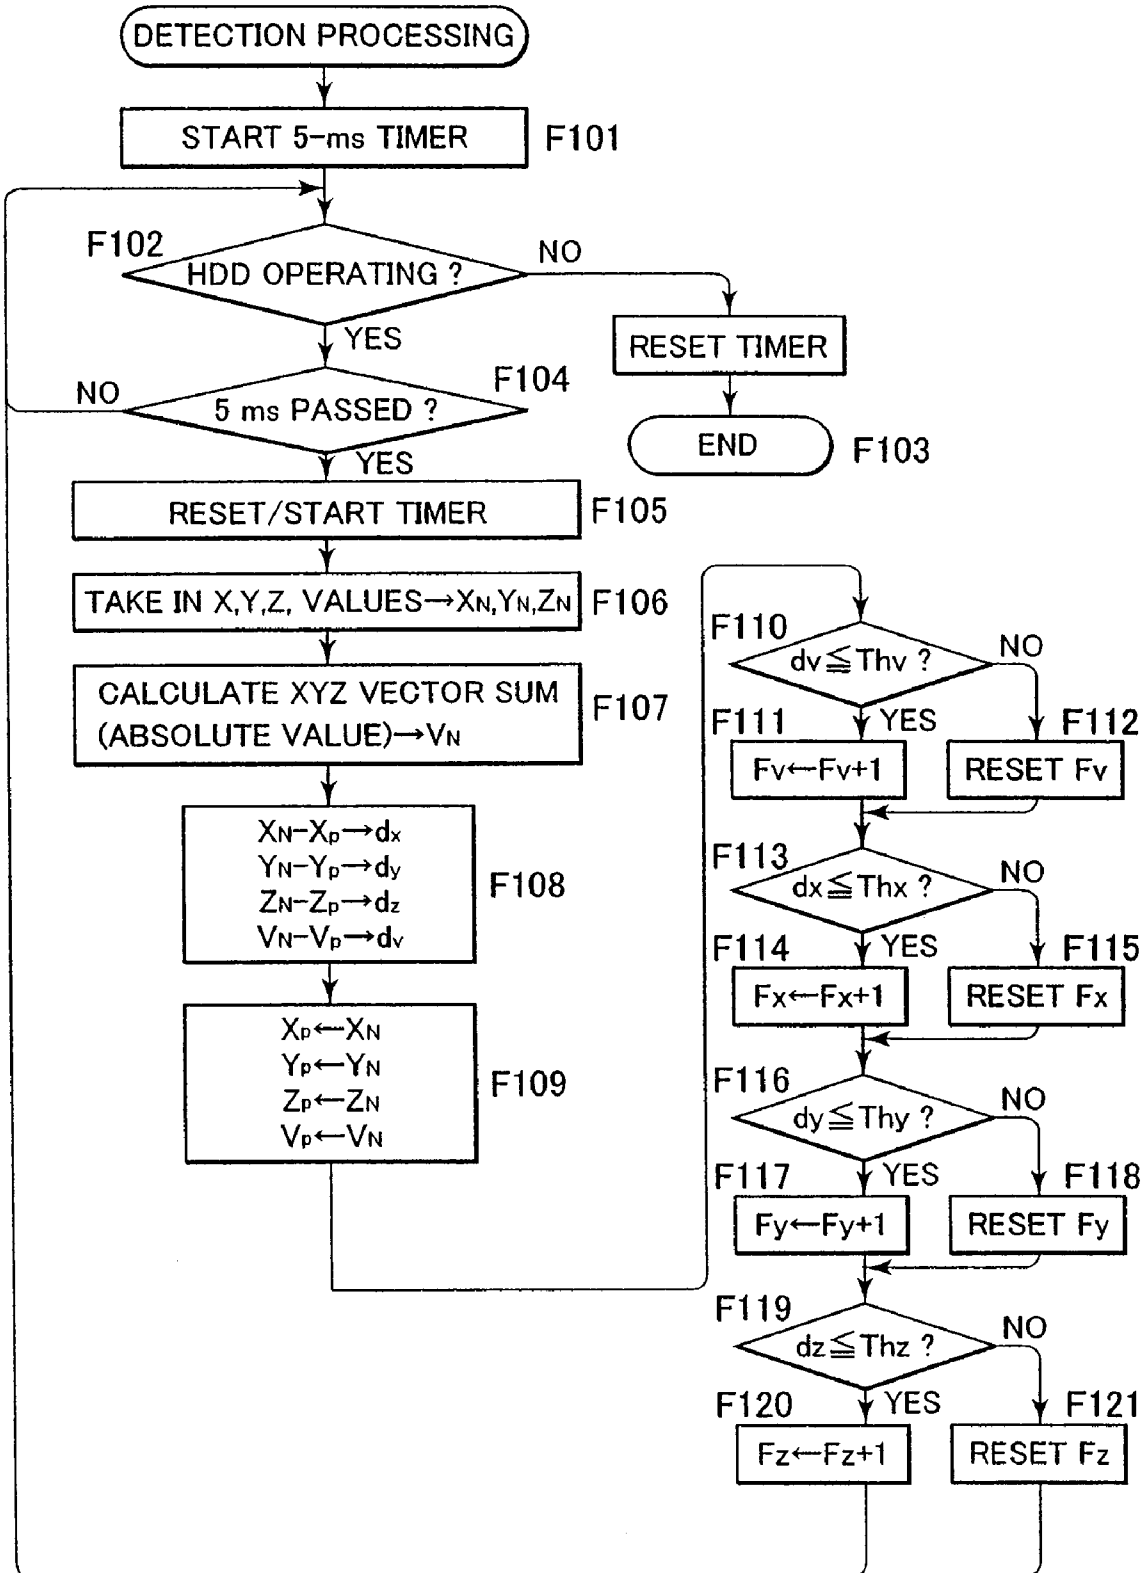 DETECTION PROCESSING
START 5-ms TIMER
F101
F102
HDD OPERATING ?
NO
YES
RESET TIMER
F104
NO
5 ms PASSED ?
YES
END
F103
RESET/START TIMER
F105
TAKE IN X,Y,Z, VALUES→XN,YN,ZN
F106
CALCULATE XYZ VECTOR SUM
(ABSOLUTE VALUE)→VN
F107
XN-Xp→dx
YN-Yp→dy
ZN-Zp→dz
VN-Vp→dv
F108
Xp←XN
Yp←YN
Zp←ZN
Vp←VN
F109
F110
dv≦Thv ?
NO
YES
F111
Fv←Fv+1
F112
RESET Fv
F113
dx≦Thx ?
NO
YES
F114
Fx←Fx+1
F115
RESET Fx
F116
dy≦Thy ?
NO
YES
F117
Fy←Fy+1
F118
RESET Fy
F119
dz≦Thz ?
NO
YES
F120
Fz←Fz+1
F121
RESET Fz